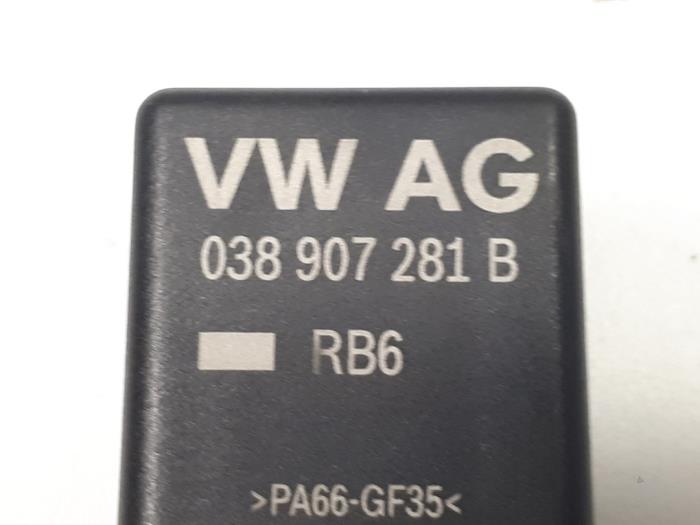 VW AG
038 907 281 B
RB6
>PA66-GF35<